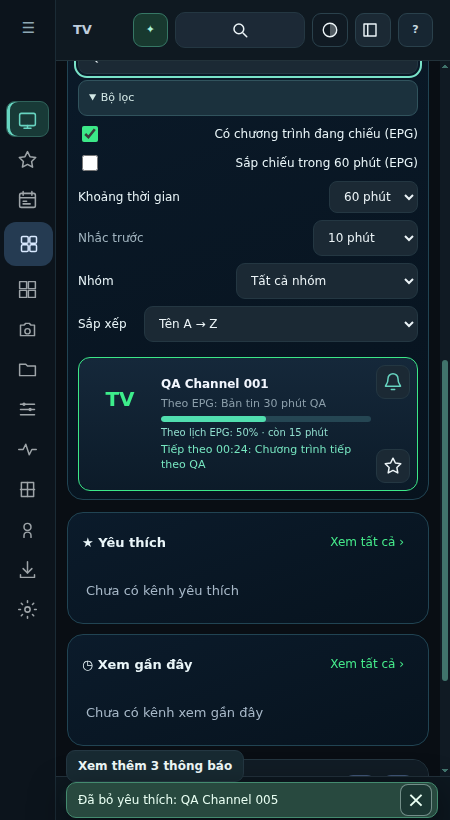 TV
?
▼ Bộ lọc
Có chương trình đang chiếu (EPG)
Sắp chiếu trong 60 phút (EPG)
Khoảng thời gian
60 phút
Nhắc trước
10 phút
Nhóm
Tất cả nhóm
Sắp xếp
Tên A → Z
TV
QA Channel 001
Theo EPG: Bản tin 30 phút QA
Theo lịch EPG: 50% · còn 15 phút
Tiếp theo 00:24: Chương trình tiếp
theo QA
★ Yêu thích
Xem tất cả ›
Chưa có kênh yêu thích
◷ Xem gần đây
Xem tất cả ›
Chưa có kênh xem gần đây
Xem thêm 3 thông báo
Đã bỏ yêu thích: QA Channel 005